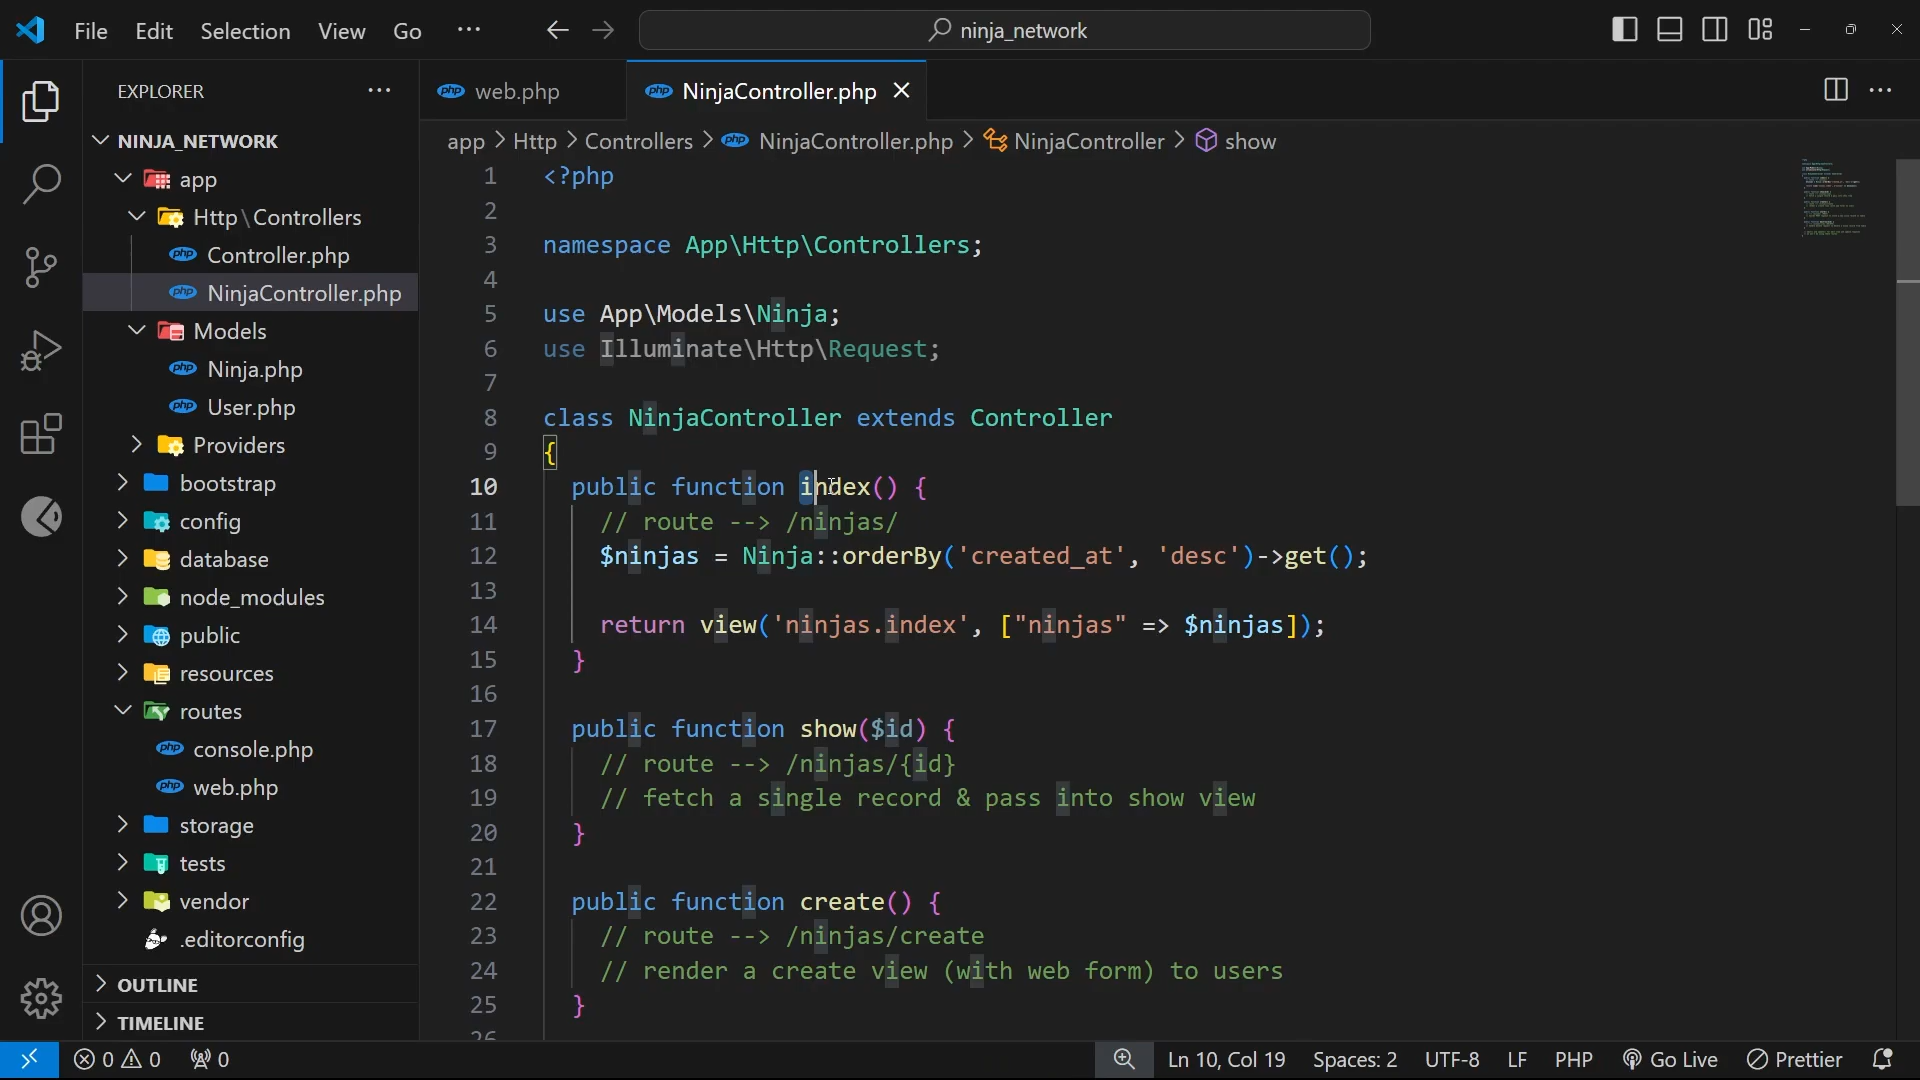 File Edit Selection View Go ··· ninja_network
EXPLORER
NINJA_NETWORK
app
Http\Controllers
Controller.php
NinjaController.php
Models
Ninja.php
User.php
Providers
bootstrap
config
database
node_modules
public
resources
routes
console.php
web.php
storage
tests
vendor
.editorconfig
OUTLINE
TIMELINE
web.php NinjaController.php
app > Http > Controllers > NinjaController.php > NinjaController > show
1 <?php
2
3 namespace App\Http\Controllers;
4
5 use App\Models\Ninja;
6 use Illuminate\Http\Request;
7
8 class NinjaController extends Controller
9 {
10 public function index() {
11 // route --> /ninjas/
12 $ninjas = Ninja::orderBy('created_at', 'desc')->get();
13
14 return view('ninjas.index', ["ninjas" => $ninjas]);
15 }
16
17 public function show($id) {
18 // route --> /ninjas/{id}
19 // fetch a single record & pass into show view
20 }
21
22 public function create() {
23 // route --> /ninjas/create
24 // render a create view (with web form) to users
25 }
26
0 0 0 Ln 10, Col 19 Spaces: 2 UTF-8 LF PHP Go Live Prettier